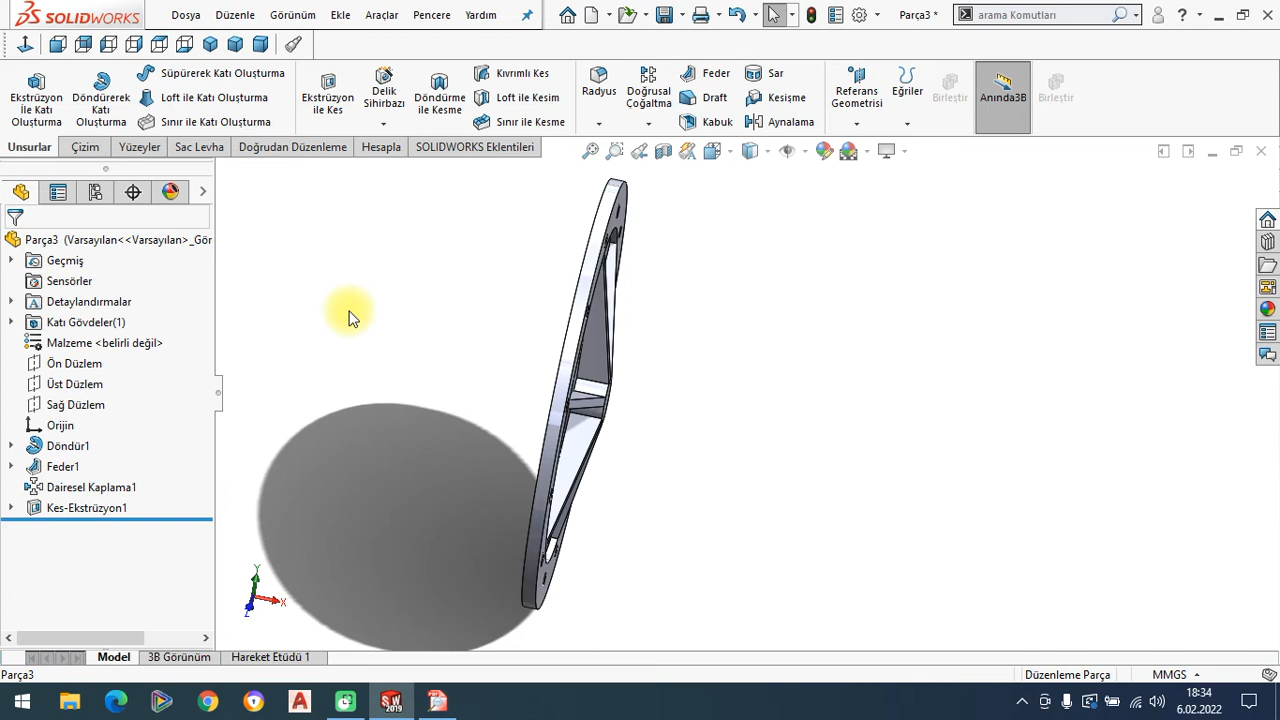 SOLIDWORKS Dosya Düzenle Görünüm Ekle Araçlar Pencere Yardım Parça3 * arama Komutları
Ekstrüzyon İle Katı Oluşturma
Döndürerek Katı Oluşturma
Süpürerek Katı Oluşturma
Loft ile Katı Oluşturma
Sınır ile Katı Oluşturma
Ekstrüzyon ile Kes
Delik Sihirbazı
Döndürme ile Kesme
Kıvrımlı Kes
Loft ile Kesim
Sınır ile Kesme
Radyus
Doğrusal Çoğaltma
Feder
Draft
Kabuk
Sar
Kesişme
Aynalama
Referans Geometrisi
Eğriler
Birleştir
Anında3B
Birleştir
Unsurlar Çizim Yüzeyler Sac Levha Doğrudan Düzenleme Hesapla SOLIDWORKS Eklentileri
Parça3 (Varsayılan<<Varsayılan>_Gör
Geçmiş
Sensörler
Detaylandırmalar
Katı Gövdeler(1)
Malzeme <belirli değil>
Ön Düzlem
Üst Düzlem
Sağ Düzlem
Orijin
Döndür1
Feder1
Dairesel Kaplama1
Kes-Ekstrüzyon1
Y
X
Z
Model 3B Görünüm Hareket Etüdü 1
Parça3 Düzenleme Parça MMGS
SW 2019
18:34
6.02.2022